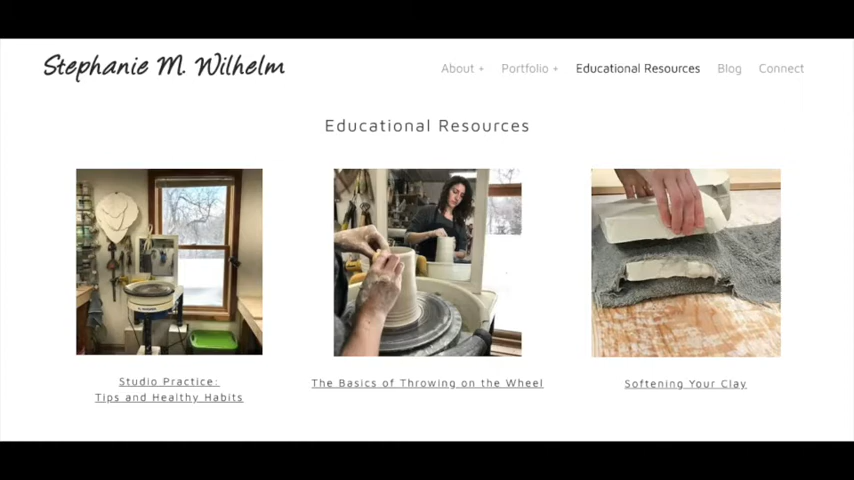 Stephanie M. Wilhelm
About + Portfolio + Educational Resources Blog Connect
Educational Resources
Studio Practice:
Tips and Healthy Habits
The Basics of Throwing on the Wheel
Softening Your Clay